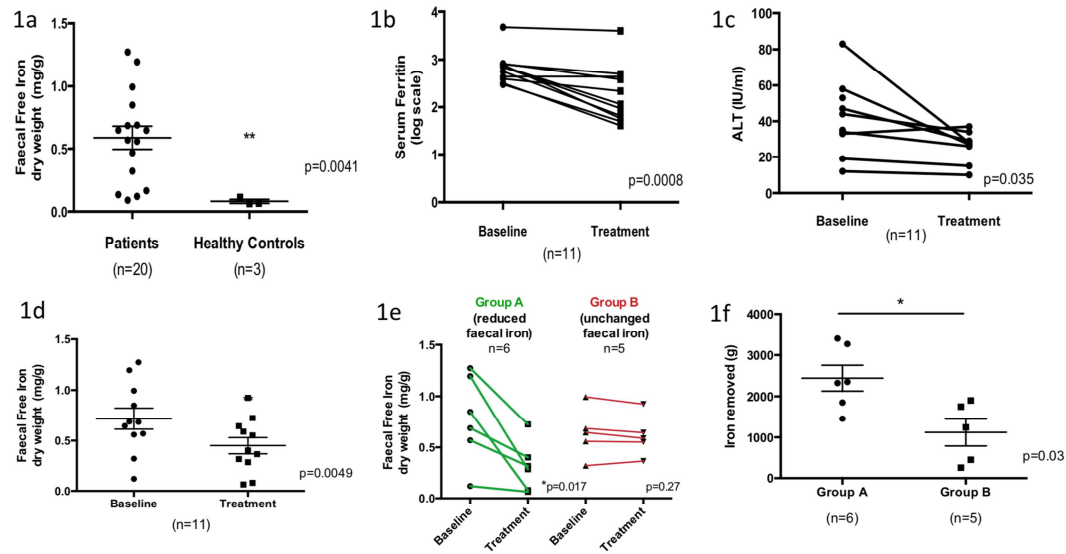 1a
Faecal Free Iron
dry weight (mg/g)
1.5
1.0
0.5
0.0
**
p=0.0041
Patients
Healthy Controls
(n=20)
(n=3)
1b
Serum Ferritin
(log scale)
4
3
2
1
0
p=0.0008
Baseline
Treatment
(n=11)
1c
ALT (IU/ml)
100
80
60
40
20
0
p=0.035
Baseline
Treatment
(n=11)
1d
Faecal Free Iron
dry weight (mg/g)
1.5
1.0
0.5
0.0
p=0.0049
Baseline
Treatment
(n=11)
1e
Group A
(reduced
faecal iron)
n=6
Group B
(unchanged
faecal iron)
n=5
Faecal Free Iron
dry weight (mg/g)
1.5
1.0
0.5
0.0
*p=0.017
p=0.27
Baseline
Treatment
Baseline
Treatment
1f
Iron removed (g)
4000
3000
2000
1000
0
*
p=0.03
Group A
Group B
(n=6)
(n=5)